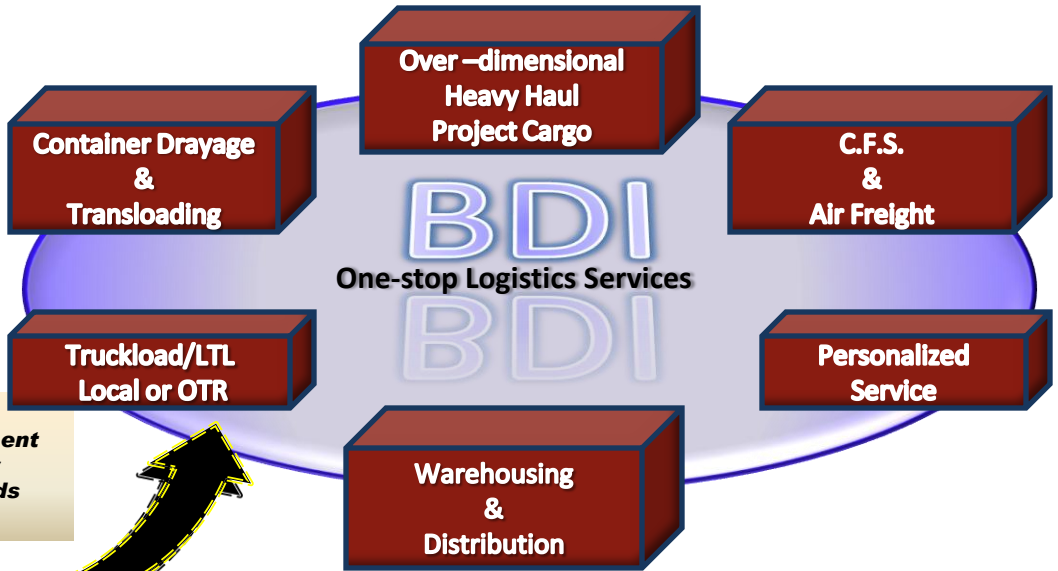 Over –dimensional
Heavy Haul
Project Cargo
Container Drayage
&
Transloading
C.F.S.
&
Air Freight
BDI
One-stop Logistics Services
BDI
Truckload/LTL
Local or OTR
Personalized
Service
Warehousing
&
Distribution